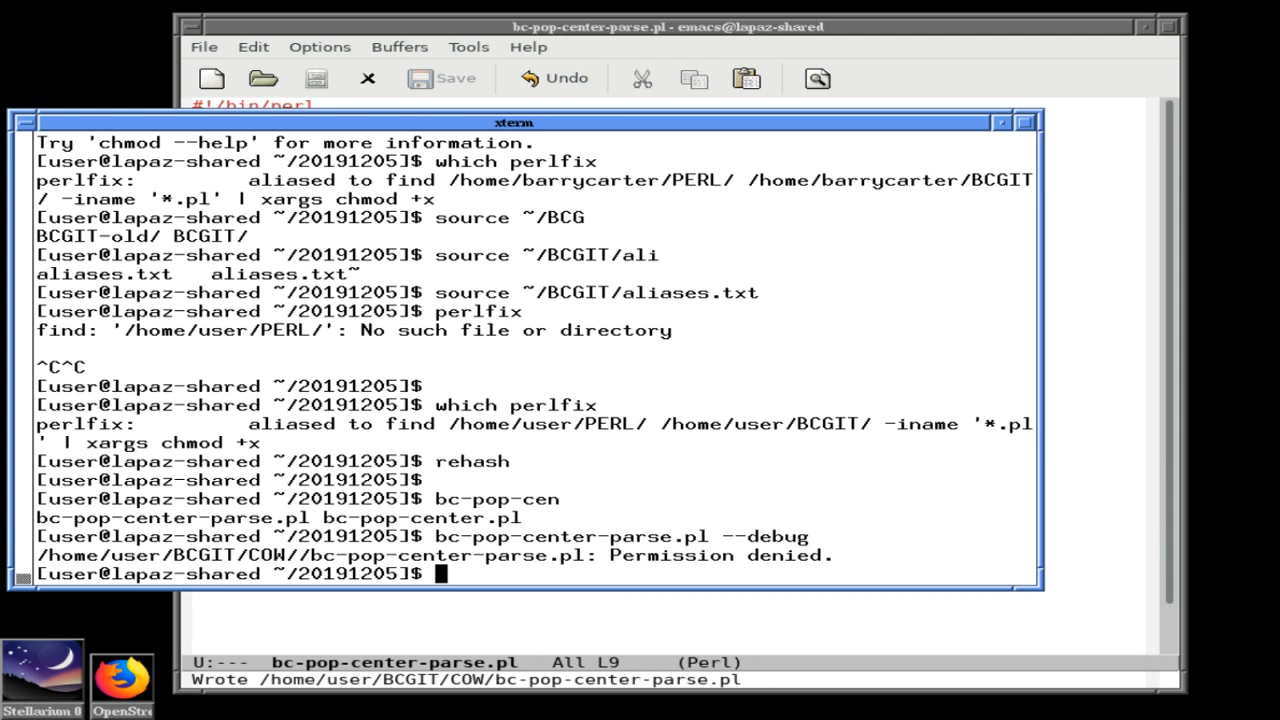 bc-pop-center-parse.pl - emacs@lapaz-shared
File Edit Options Buffers Tools Help
Save Undo
#!/bin/perl
xterm
Try 'chmod --help' for more information.
[user@lapaz-shared ~/20191205]$ which perlfix
perlfix:         aliased to find /home/barrycarter/PERL/ /home/barrycarter/BCGIT
/ -iname '*.pl' | xargs chmod +x
[user@lapaz-shared ~/20191205]$ source ~/BCG
BCGIT-old/ BCGIT/
[user@lapaz-shared ~/20191205]$ source ~/BCGIT/ali
aliases.txt   aliases.txt~
[user@lapaz-shared ~/20191205]$ source ~/BCGIT/aliases.txt
[user@lapaz-shared ~/20191205]$ perlfix
find: '/home/user/PERL/': No such file or directory
^C^C
[user@lapaz-shared ~/20191205]$
[user@lapaz-shared ~/20191205]$ which perlfix
perlfix:         aliased to find /home/user/PERL/ /home/user/BCGIT/ -iname '*.pl
' | xargs chmod +x
[user@lapaz-shared ~/20191205]$ rehash
[user@lapaz-shared ~/20191205]$
[user@lapaz-shared ~/20191205]$ bc-pop-cen
bc-pop-center-parse.pl bc-pop-center.pl
[user@lapaz-shared ~/20191205]$ bc-pop-center-parse.pl --debug
/home/user/BCGIT/COW//bc-pop-center-parse.pl: Permission denied.
[user@lapaz-shared ~/20191205]$
U:---  bc-pop-center-parse.pl   All L9     (Perl)
Wrote /home/user/BCGIT/COW/bc-pop-center-parse.pl
Stellarium 0
OpenStre